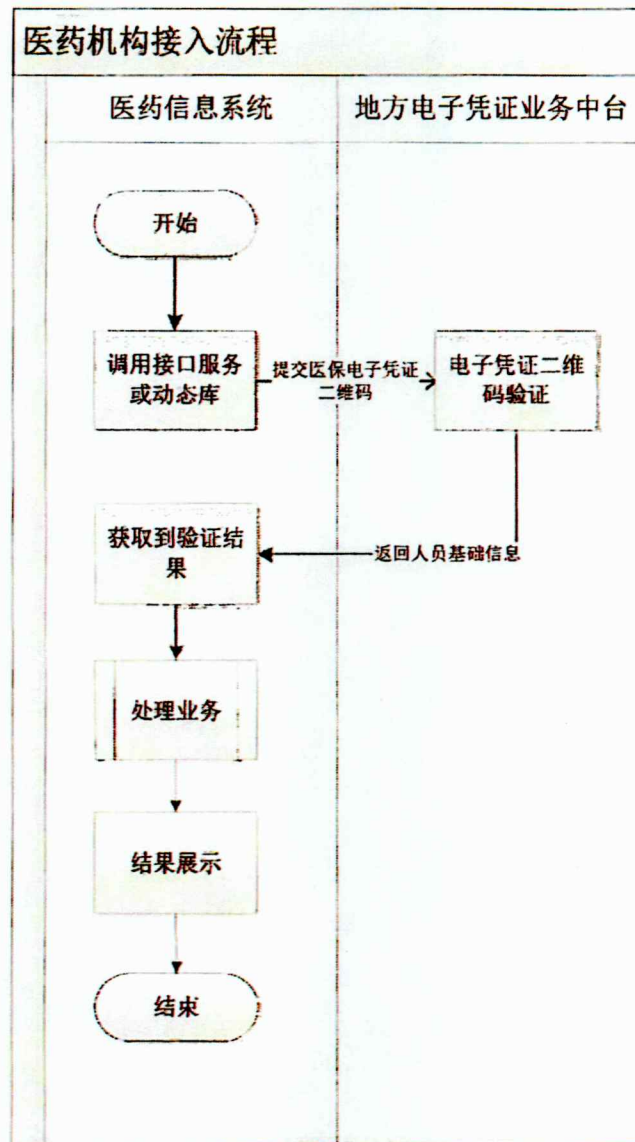 医药机构接入流程
医药信息系统
地方电子凭证业务中台
开始
调用接口服务
或动态库
提交医保电子凭证
二维码
电子凭证二维
码验证
获取到验证结
果
返回人员基础信息
处理业务
结果展示
结束